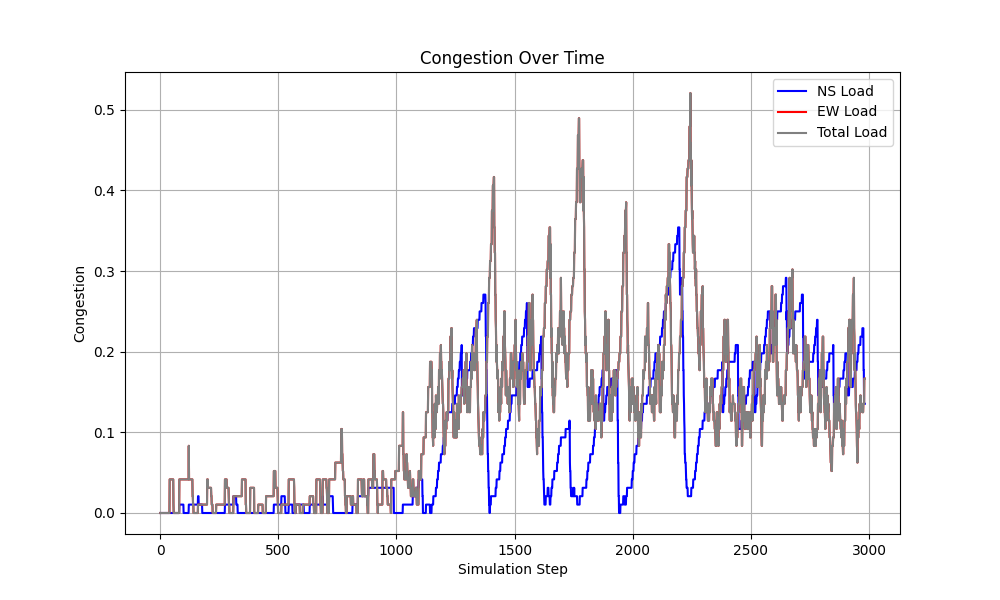 Congestion Over Time
NS Load
EW Load
Total Load
Congestion
0.5
0.4
0.3
0.2
0.1
0.0
0 500 1000 1500 2000 2500 3000
Simulation Step